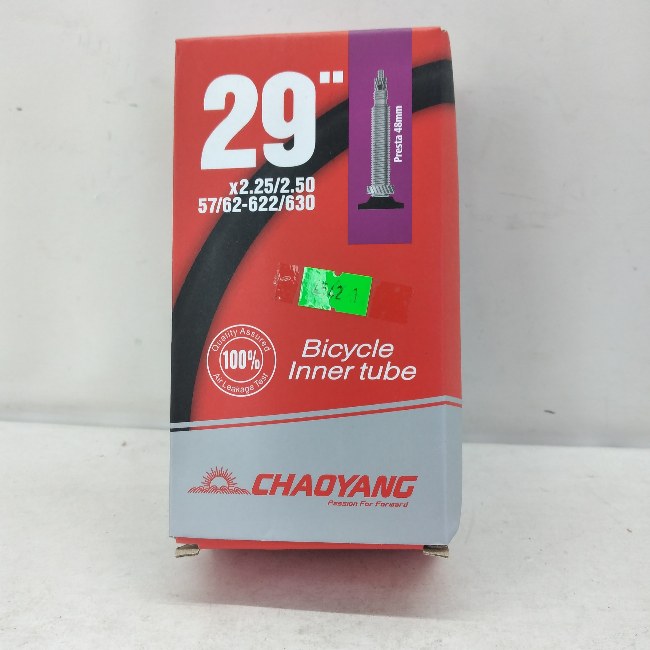 29"
x2.25/2.50
57/62-622/630
Presta 48mm
Quality Assured
100%
Air Leakage Test
Bicycle
Inner tube
CHAOYANG
Passion For Forward